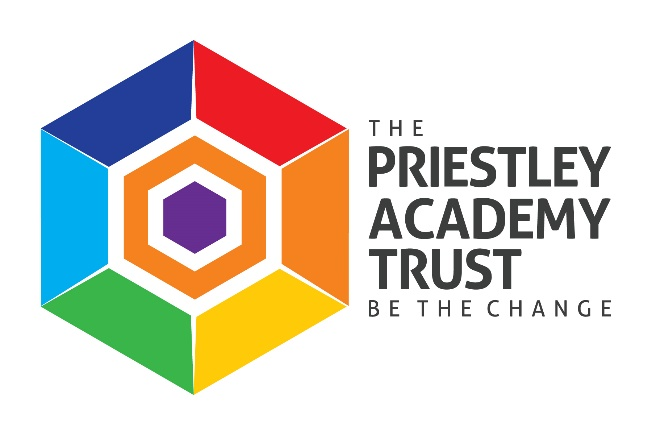 THE
PRIESTLEY
ACADEMY
TRUST
BE THE CHANGE